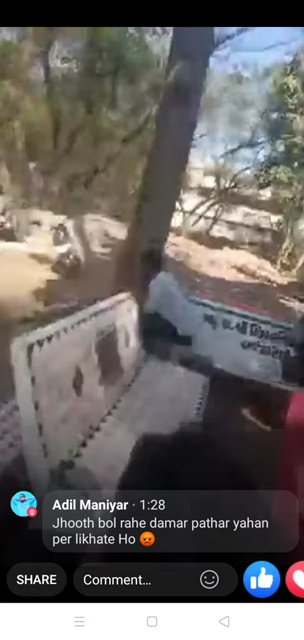 Adil Maniyar · 1:28
Jhooth bol rahe damar pathar yahan
per likhate Ho 😡
SHARE
Comment...